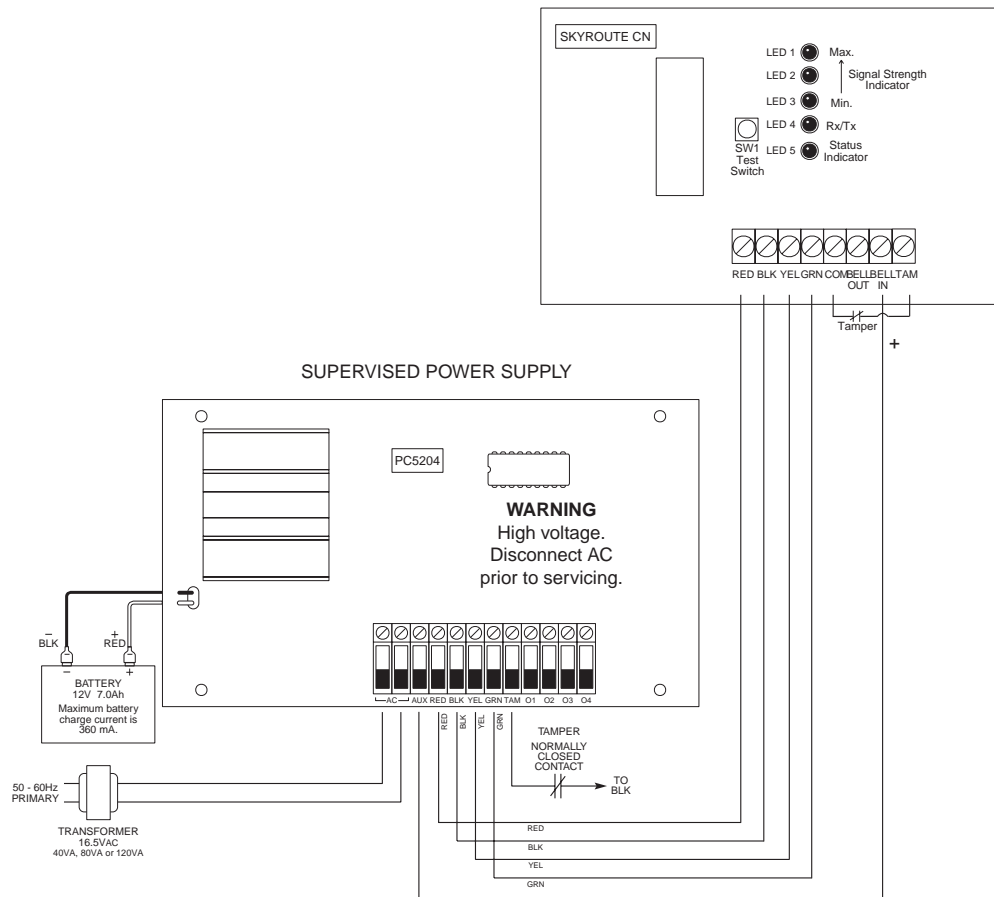 SKYROUTE CN
LED 1
Max.
LED 2
Signal Strength
Indicator
LED 3
Min.
LED 4
Rx/Tx
SW1
Test
Switch
LED 5
Status
Indicator
RED BLK YEL GRN COM BELL OUT BELL IN TAM
Tamper
+
SUPERVISED POWER SUPPLY
PC5204
WARNING
High voltage.
Disconnect AC
prior to servicing.
–
BLK
+
RED
– +
BATTERY
12V 7.0Ah
Maximum battery
charge current is
360 mA.
AC AUX RED BLK YEL GRN TAM O1 O2 O3 O4
RED
BLK
YEL
GRN
TAMPER
NORMALLY
CLOSED
CONTACT
TO
BLK
50 - 60Hz
PRIMARY
TRANSFORMER
16.5VAC
40VA, 80VA or 120VA
RED
BLK
YEL
GRN